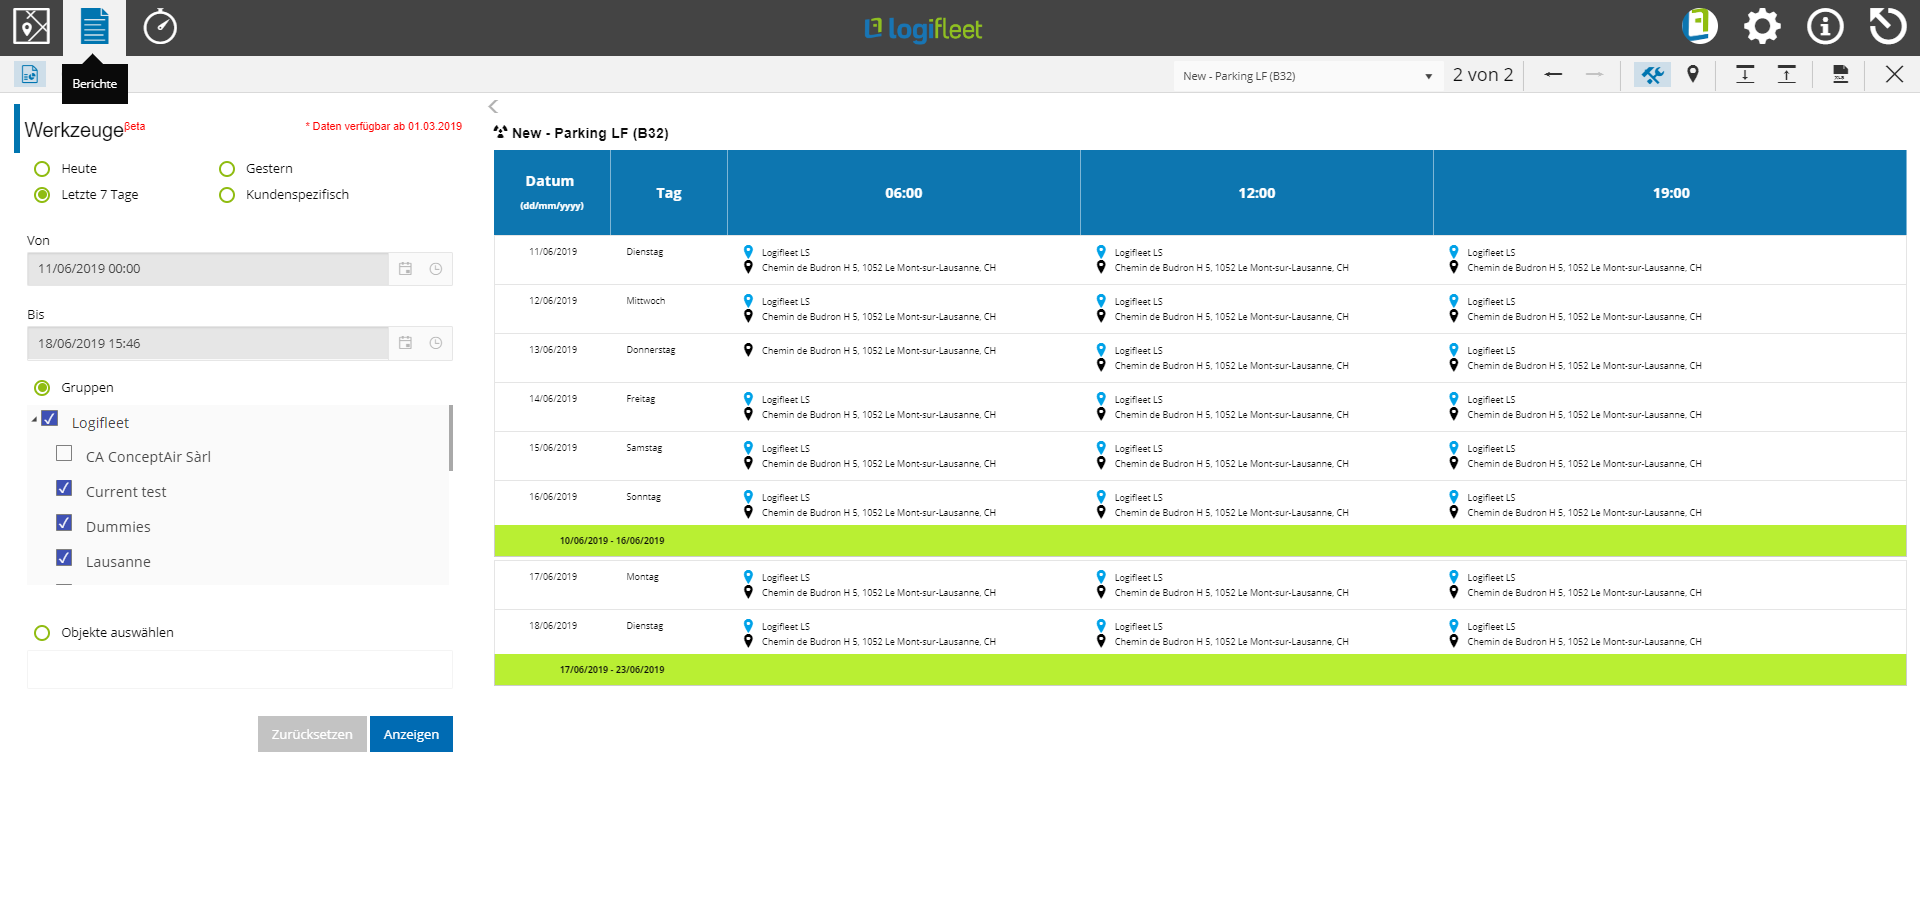 logifleet
Berichte
New - Parking LF (B32)
2 von 2
XLS
Werkzeuge βeta
* Daten verfügbar ab 01.03.2019
Heute
Gestern
Letzte 7 Tage
Kundenspezifisch
Von
11/06/2019 00:00
Bis
18/06/2019 15:46
Gruppen
Logifleet
CA ConceptAir Sàrl
Current test
Dummies
Lausanne
Objekte auswählen
Zurücksetzen
Anzeigen
New - Parking LF (B32)
Datum
(dd/mm/yyyy)
Tag
06:00
12:00
19:00
11/06/2019 Dienstag Logifleet LS Logifleet LS Logifleet LS
Chemin de Budron H 5, 1052 Le Mont-sur-Lausanne, CH Chemin de Budron H 5, 1052 Le Mont-sur-Lausanne, CH Chemin de Budron H 5, 1052 Le Mont-sur-Lausanne, CH
12/06/2019 Mittwoch Logifleet LS Logifleet LS Logifleet LS
Chemin de Budron H 5, 1052 Le Mont-sur-Lausanne, CH Chemin de Budron H 5, 1052 Le Mont-sur-Lausanne, CH Chemin de Budron H 5, 1052 Le Mont-sur-Lausanne, CH
13/06/2019 Donnerstag Chemin de Budron H 5, 1052 Le Mont-sur-Lausanne, CH Logifleet LS Logifleet LS
Chemin de Budron H 5, 1052 Le Mont-sur-Lausanne, CH Chemin de Budron H 5, 1052 Le Mont-sur-Lausanne, CH
14/06/2019 Freitag Logifleet LS Logifleet LS Logifleet LS
Chemin de Budron H 5, 1052 Le Mont-sur-Lausanne, CH Chemin de Budron H 5, 1052 Le Mont-sur-Lausanne, CH Chemin de Budron H 5, 1052 Le Mont-sur-Lausanne, CH
15/06/2019 Samstag Logifleet LS Logifleet LS Logifleet LS
Chemin de Budron H 5, 1052 Le Mont-sur-Lausanne, CH Chemin de Budron H 5, 1052 Le Mont-sur-Lausanne, CH Chemin de Budron H 5, 1052 Le Mont-sur-Lausanne, CH
16/06/2019 Sonntag Logifleet LS Logifleet LS Logifleet LS
Chemin de Budron H 5, 1052 Le Mont-sur-Lausanne, CH Chemin de Budron H 5, 1052 Le Mont-sur-Lausanne, CH Chemin de Budron H 5, 1052 Le Mont-sur-Lausanne, CH
10/06/2019 - 16/06/2019
17/06/2019 Montag Logifleet LS Logifleet LS Logifleet LS
Chemin de Budron H 5, 1052 Le Mont-sur-Lausanne, CH Chemin de Budron H 5, 1052 Le Mont-sur-Lausanne, CH Chemin de Budron H 5, 1052 Le Mont-sur-Lausanne, CH
18/06/2019 Dienstag Logifleet LS Logifleet LS Logifleet LS
Chemin de Budron H 5, 1052 Le Mont-sur-Lausanne, CH Chemin de Budron H 5, 1052 Le Mont-sur-Lausanne, CH Chemin de Budron H 5, 1052 Le Mont-sur-Lausanne, CH
17/06/2019 - 23/06/2019